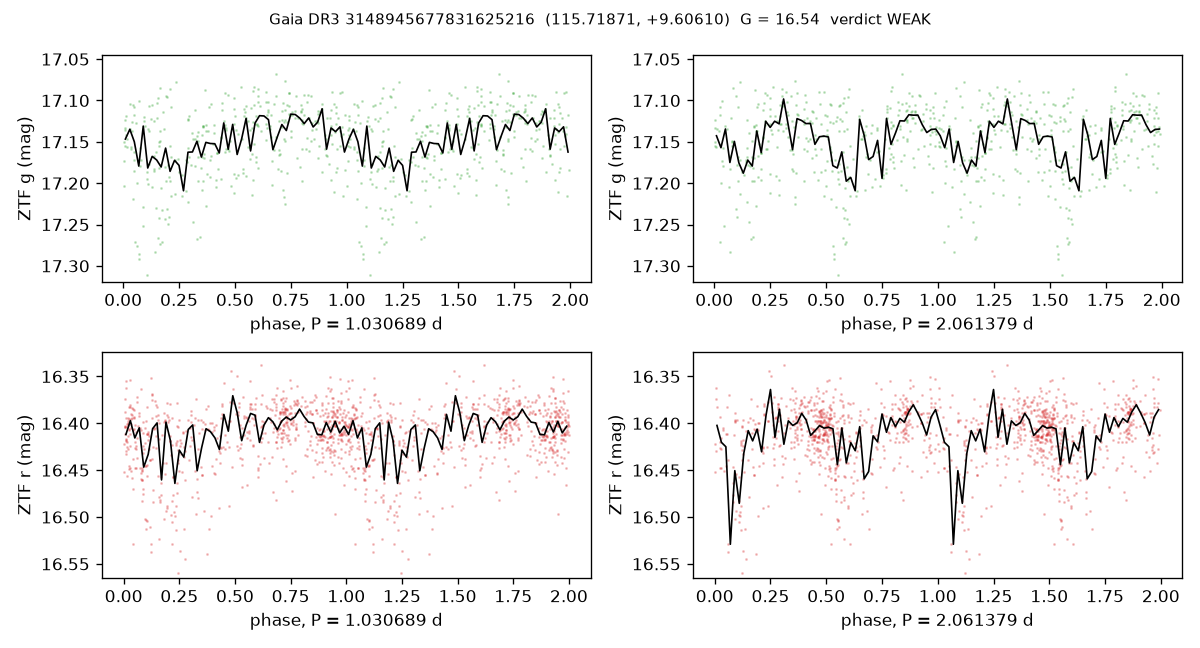 Gaia DR3 3148945677831625216  (115.71871, +9.60610)  G = 16.54  verdict WEAK
17.05
17.10
17.15
17.20
17.25
17.30
ZTF g (mag)
0.00 0.25 0.50 0.75 1.00 1.25 1.50 1.75 2.00
phase, P = 1.030689 d
17.05
17.10
17.15
17.20
17.25
17.30
ZTF g (mag)
0.00 0.25 0.50 0.75 1.00 1.25 1.50 1.75 2.00
phase, P = 2.061379 d
16.35
16.40
16.45
16.50
16.55
ZTF r (mag)
0.00 0.25 0.50 0.75 1.00 1.25 1.50 1.75 2.00
phase, P = 1.030689 d
16.35
16.40
16.45
16.50
16.55
ZTF r (mag)
0.00 0.25 0.50 0.75 1.00 1.25 1.50 1.75 2.00
phase, P = 2.061379 d